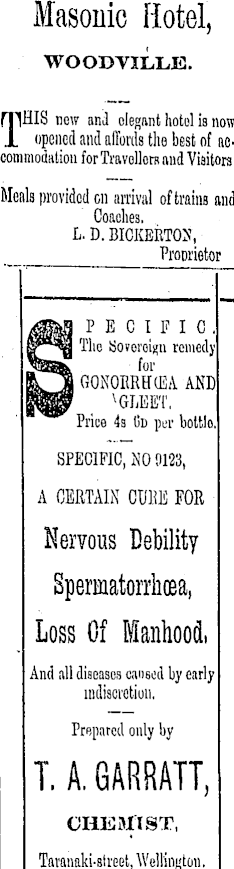 Masonic Hotel,
WOODVILLE.
THIS new and elegant hotel is now
opened and affords the best of ac-
commodation for Travellers and Visitors
Meals provided on arrival of trains and
Coaches.
L. D. BICKERTON,
Proprietor
SPECIFIC.
The Sovereign remedy
for
GONORRHŒA AND
GLEET.
Price 4s 6D per bottle.
SPECIFIC, NO 9123,
A CERTAIN CURE FOR
Nervous Debility
Spermatorrhœa,
Loss Of Manhood,
And all diseases caused by early
indiscretion.
Prepared only by
T. A. GARRATT,
CHEMIST,
Taranaki-street, Wellington.